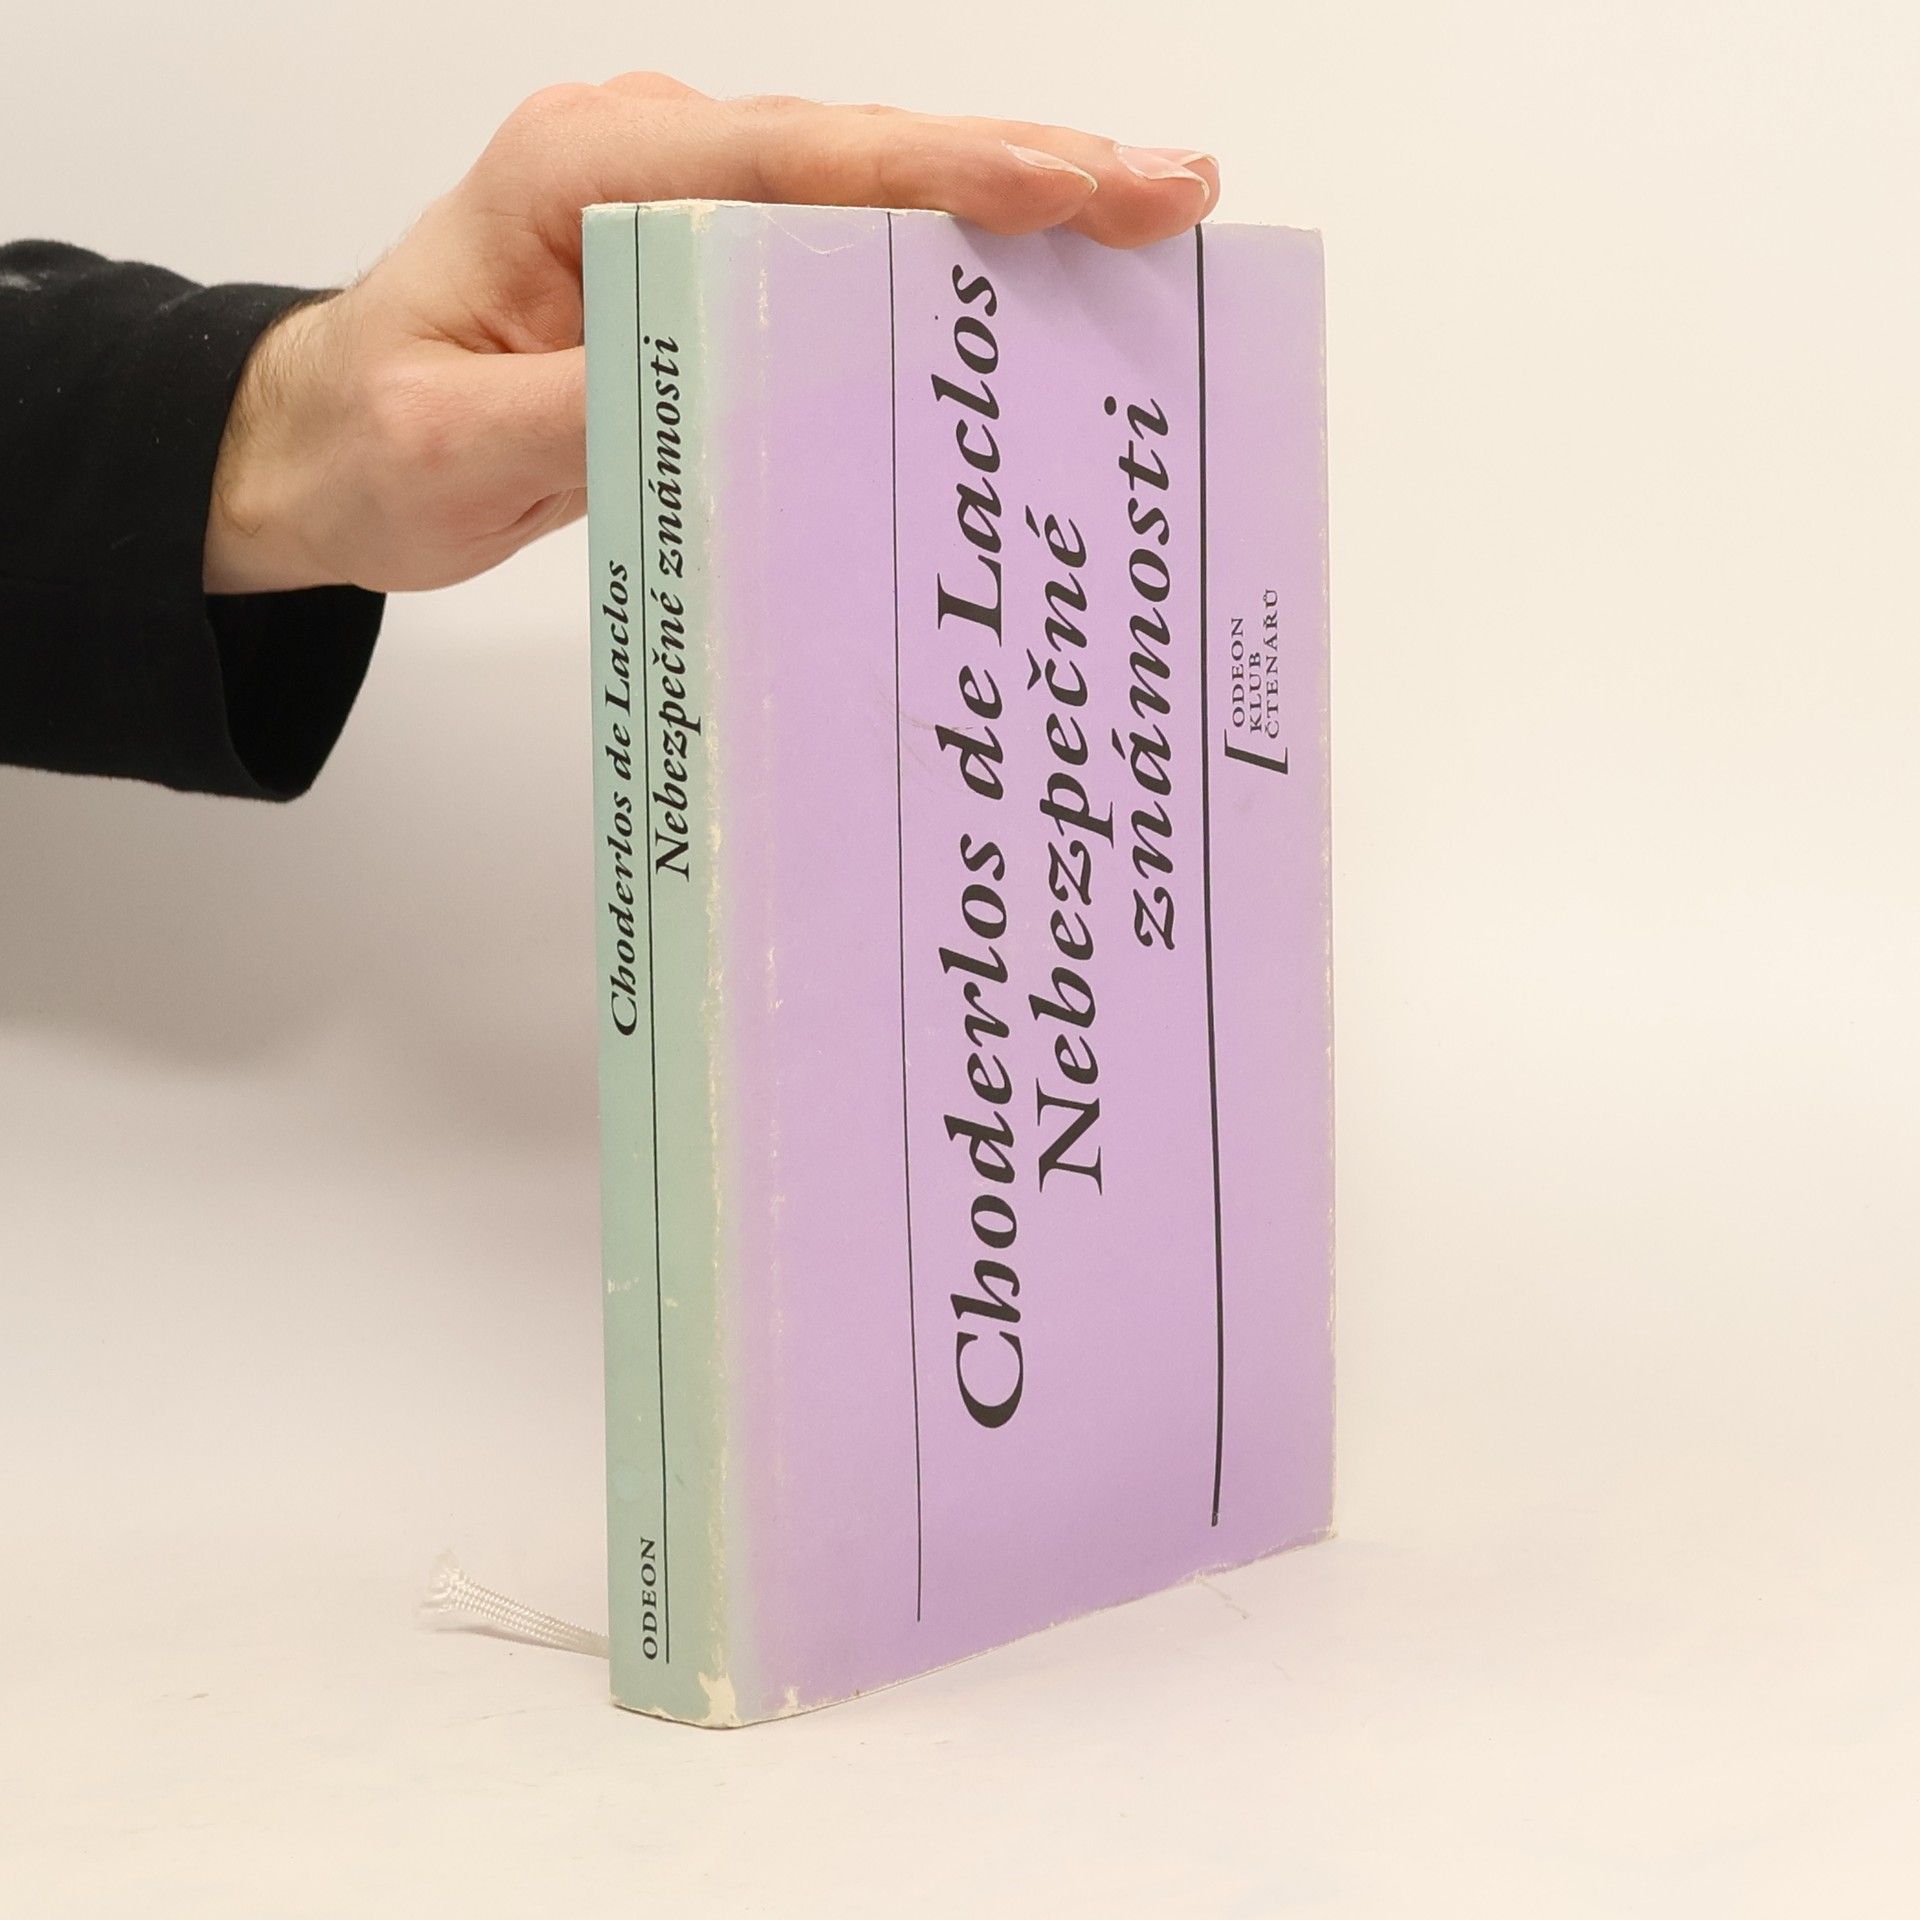 Choderlos de Laclos
Nebezpečné známosti
ODEON
Choderlos de Laclos
Nebezpečné
známosti
ODEON
KLUB
ČTENÁŘŮ